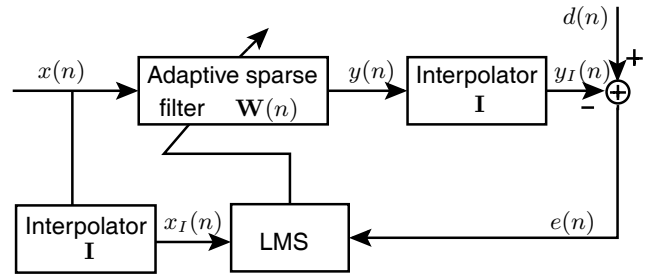 d(n)
x(n)
Adaptive sparse
filter W(n)
y(n)
Interpolator
I
y_I(n)
+
+
−
Interpolator
I
x_I(n)
LMS
e(n)